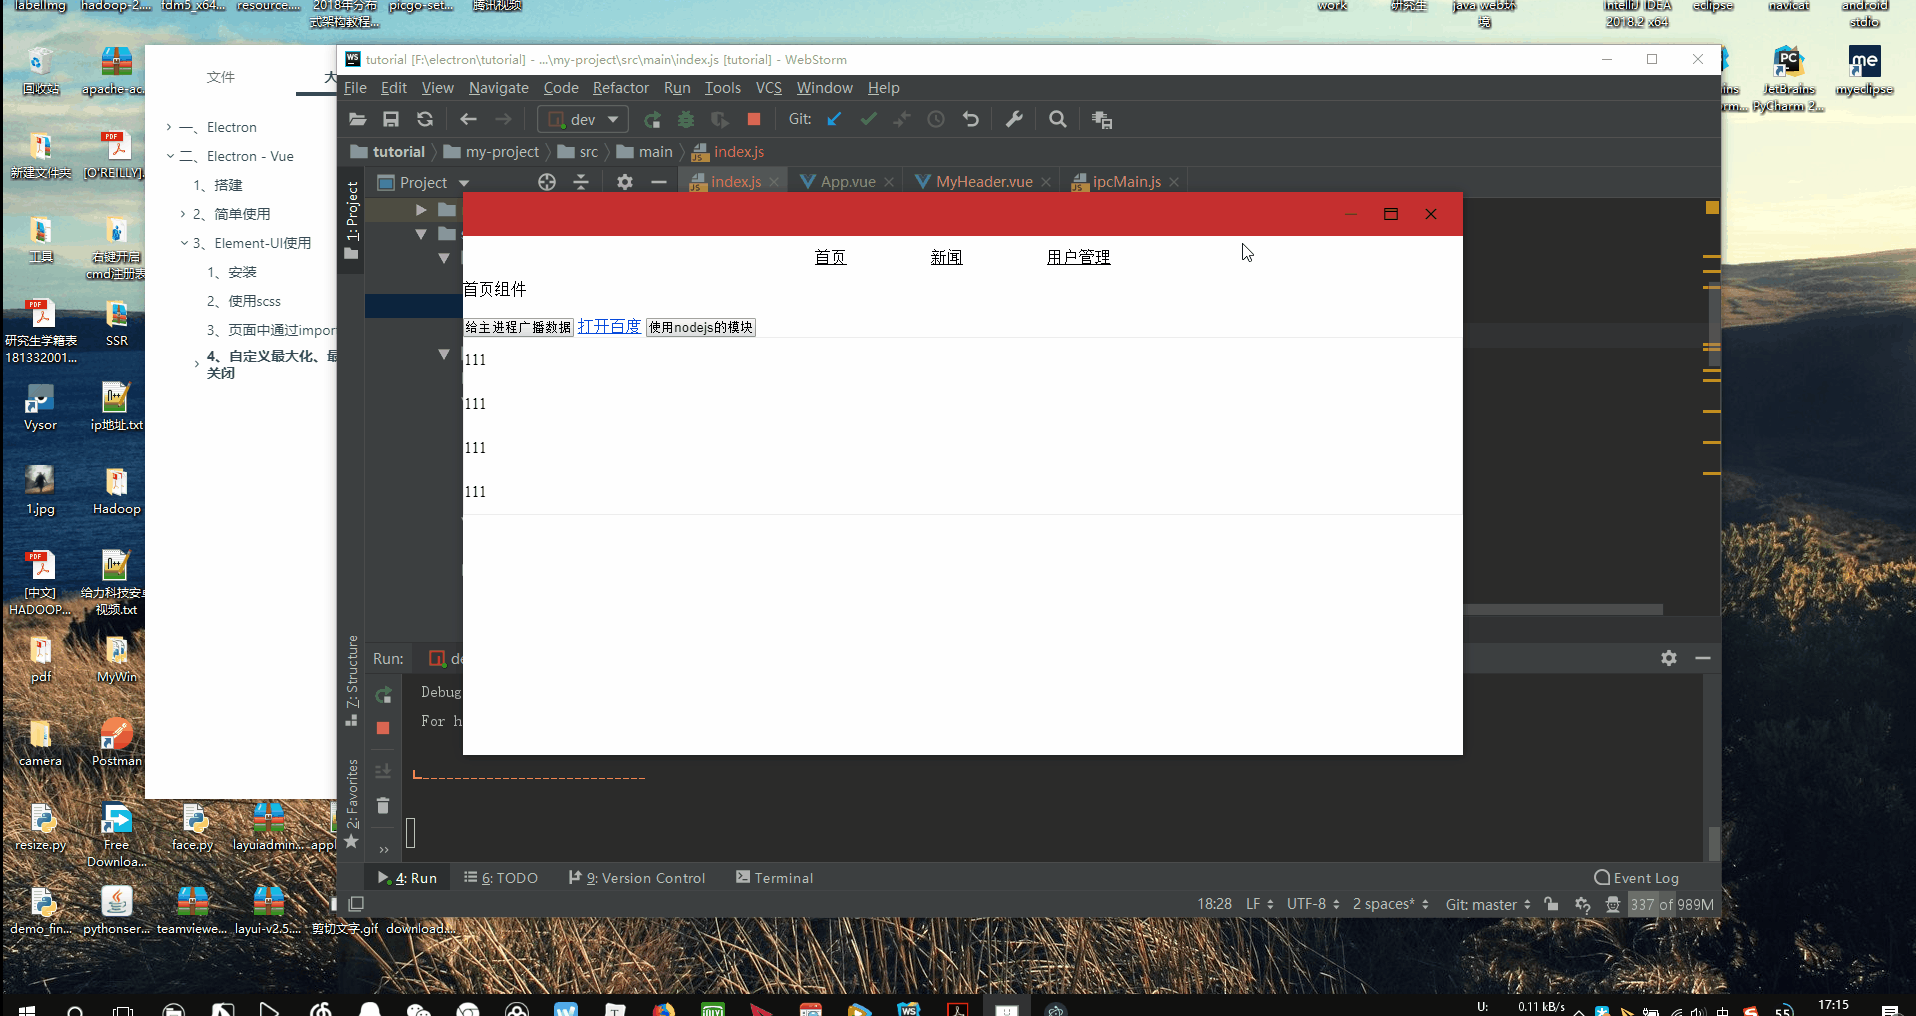 labelImg
hadoop-2....
fdm5_x64...
resource....
2018年分布
式架构教程...
picgo-set...
腾讯视频
work
研究生
java web环
境
IntelliJ IDEA
2018.2 x64
eclipse
navicat
android
stdio
回收站
apache-ac...
新建文件夹
[O'REILLY]...
工具
右键开启
cmd注册表
研究生学籍表
181332001...
SSR
Vysor
ip地址.txt
1.jpg
Hadoop
[中文]
HADOOP...
给力科技安卓
视频.txt
pdf
MyWin
camera
Postman
resize.py
Free
Downloa...
face.py
layuiadmin...
appl
demo_fin...
pythonser...
teamviewe...
layui-v2.5....
剪切文字.gif
download....
JetBrains
PyCharm 2...
myeclipse
文件
大
一、Electron
二、Electron - Vue
1、搭建
2、简单使用
3、Element-UI使用
1、安装
2、使用scss
3、页面中通过impor
4、自定义最大化、最
关闭
tutorial [F:\electron\tutorial] - ...\my-project\src\main\index.js [tutorial] - WebStorm
File Edit View Navigate Code Refactor Run Tools VCS Window Help
dev
Git:
tutorial my-project src main index.js
Project
index.js App.vue MyHeader.vue ipcMain.js
1: Project
首页 新闻 用户管理
首页组件
给主进程广播数据 打开百度 使用nodejs的模块
111
111
111
111
7: Structure
2: Favorites
Run: de
Debug
For h
4: Run 6: TODO 9: Version Control Terminal Event Log
18:28 LF UTF-8 2 spaces* Git: master 337 of 989M
U: 0.11 kB/s 中 55 17:15